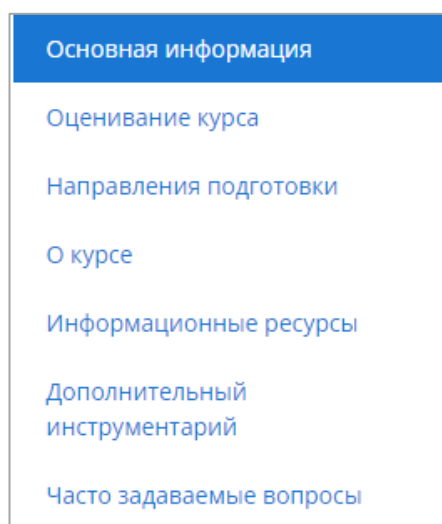 Основная информация
Оценивание курса
Направления подготовки
О курсе
Информационные ресурсы
Дополнительный
инструментарий
Часто задаваемые вопросы